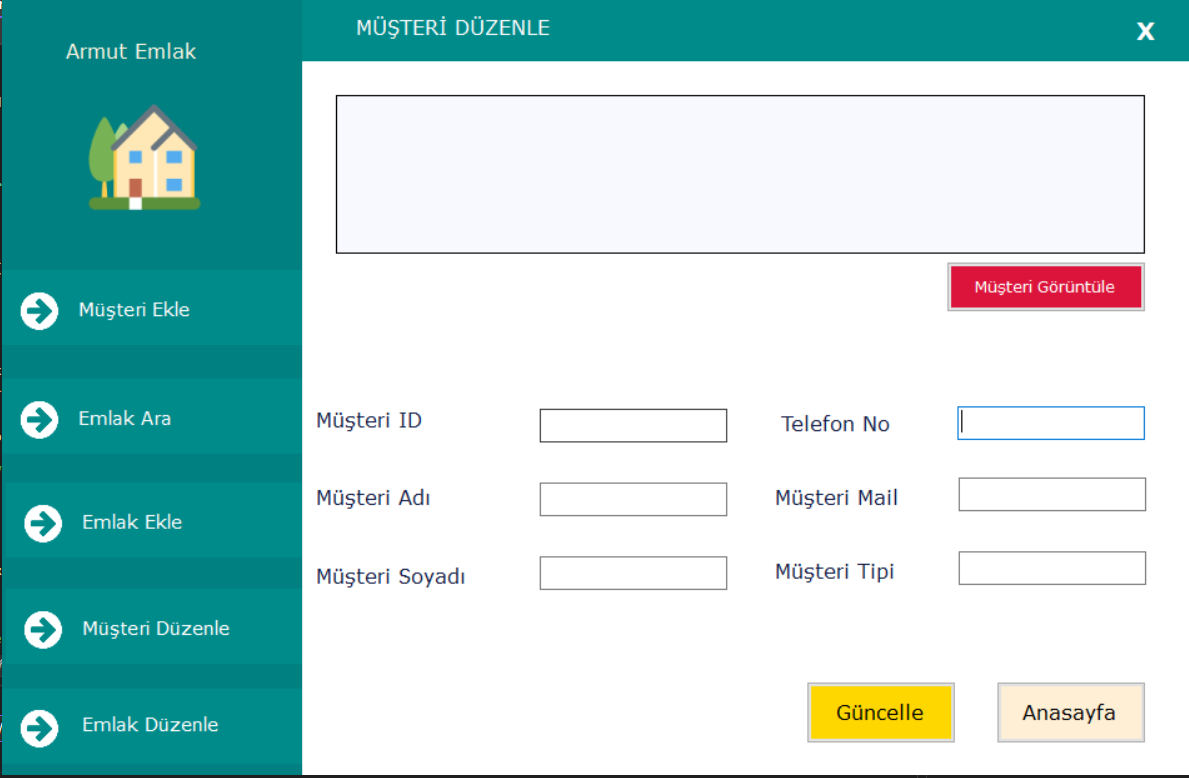 Armut Emlak
Müşteri Ekle
Emlak Ara
Emlak Ekle
Müşteri Düzenle
Emlak Düzenle
MÜŞTERİ DÜZENLE
X
Müşteri Görüntüle
Müşteri ID
Telefon No
Müşteri Adı
Müşteri Mail
Müşteri Soyadı
Müşteri Tipi
Güncelle
Anasayfa